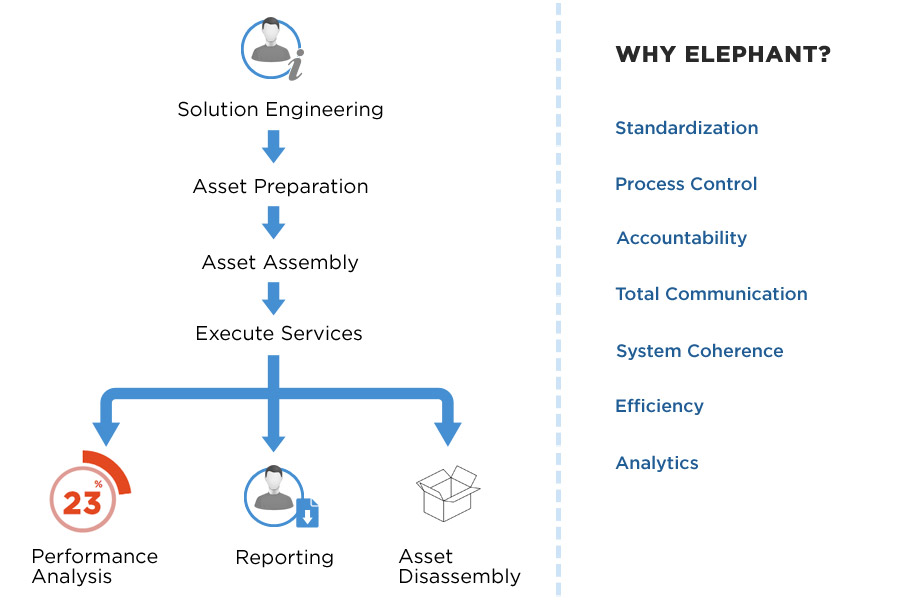 i
Solution Engineering
Asset Preparation
Asset Assembly
Execute Services
23%
Performance
Analysis
Reporting
Asset
Disassembly
WHY ELEPHANT?
Standardization
Process Control
Accountability
Total Communication
System Coherence
Efficiency
Analytics